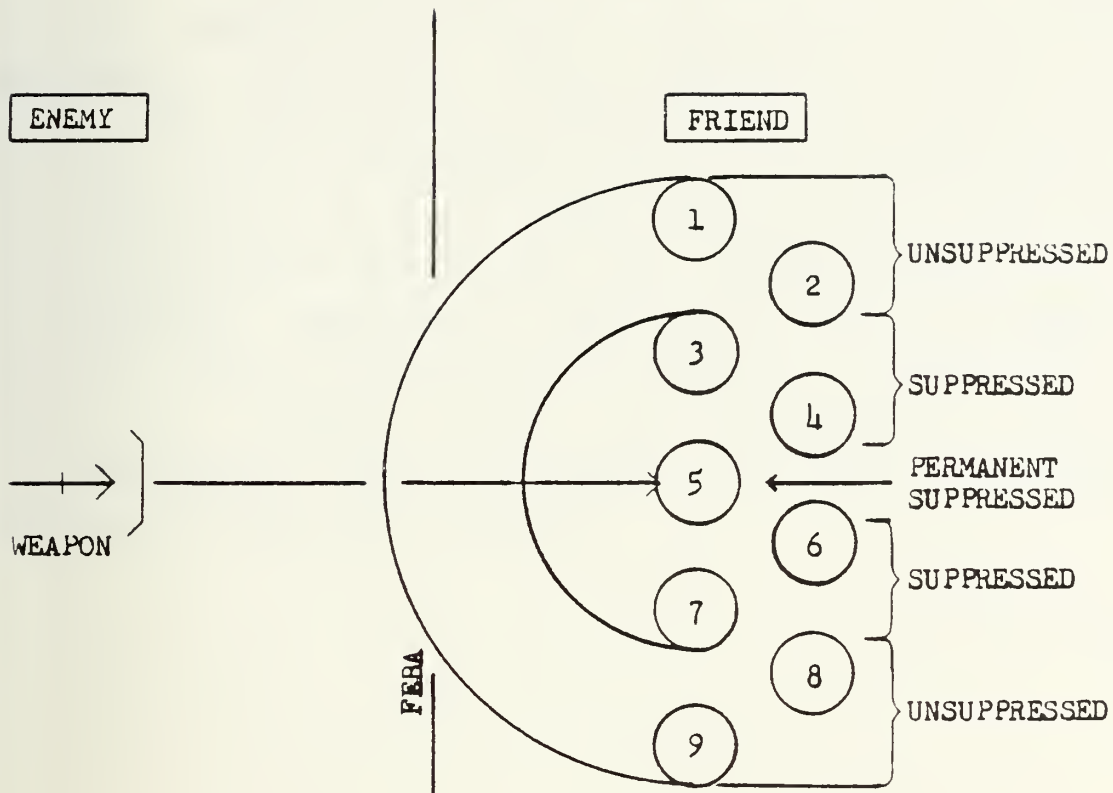 ENEMY
FRIEND
1
UNSUPPRESSED
2
3
SUPPRESSED
4
PERMANENT
SUPPRESSED
5
WEAPON
6
SUPPRESSED
7
8
FEBA
UNSUPPRESSED
9